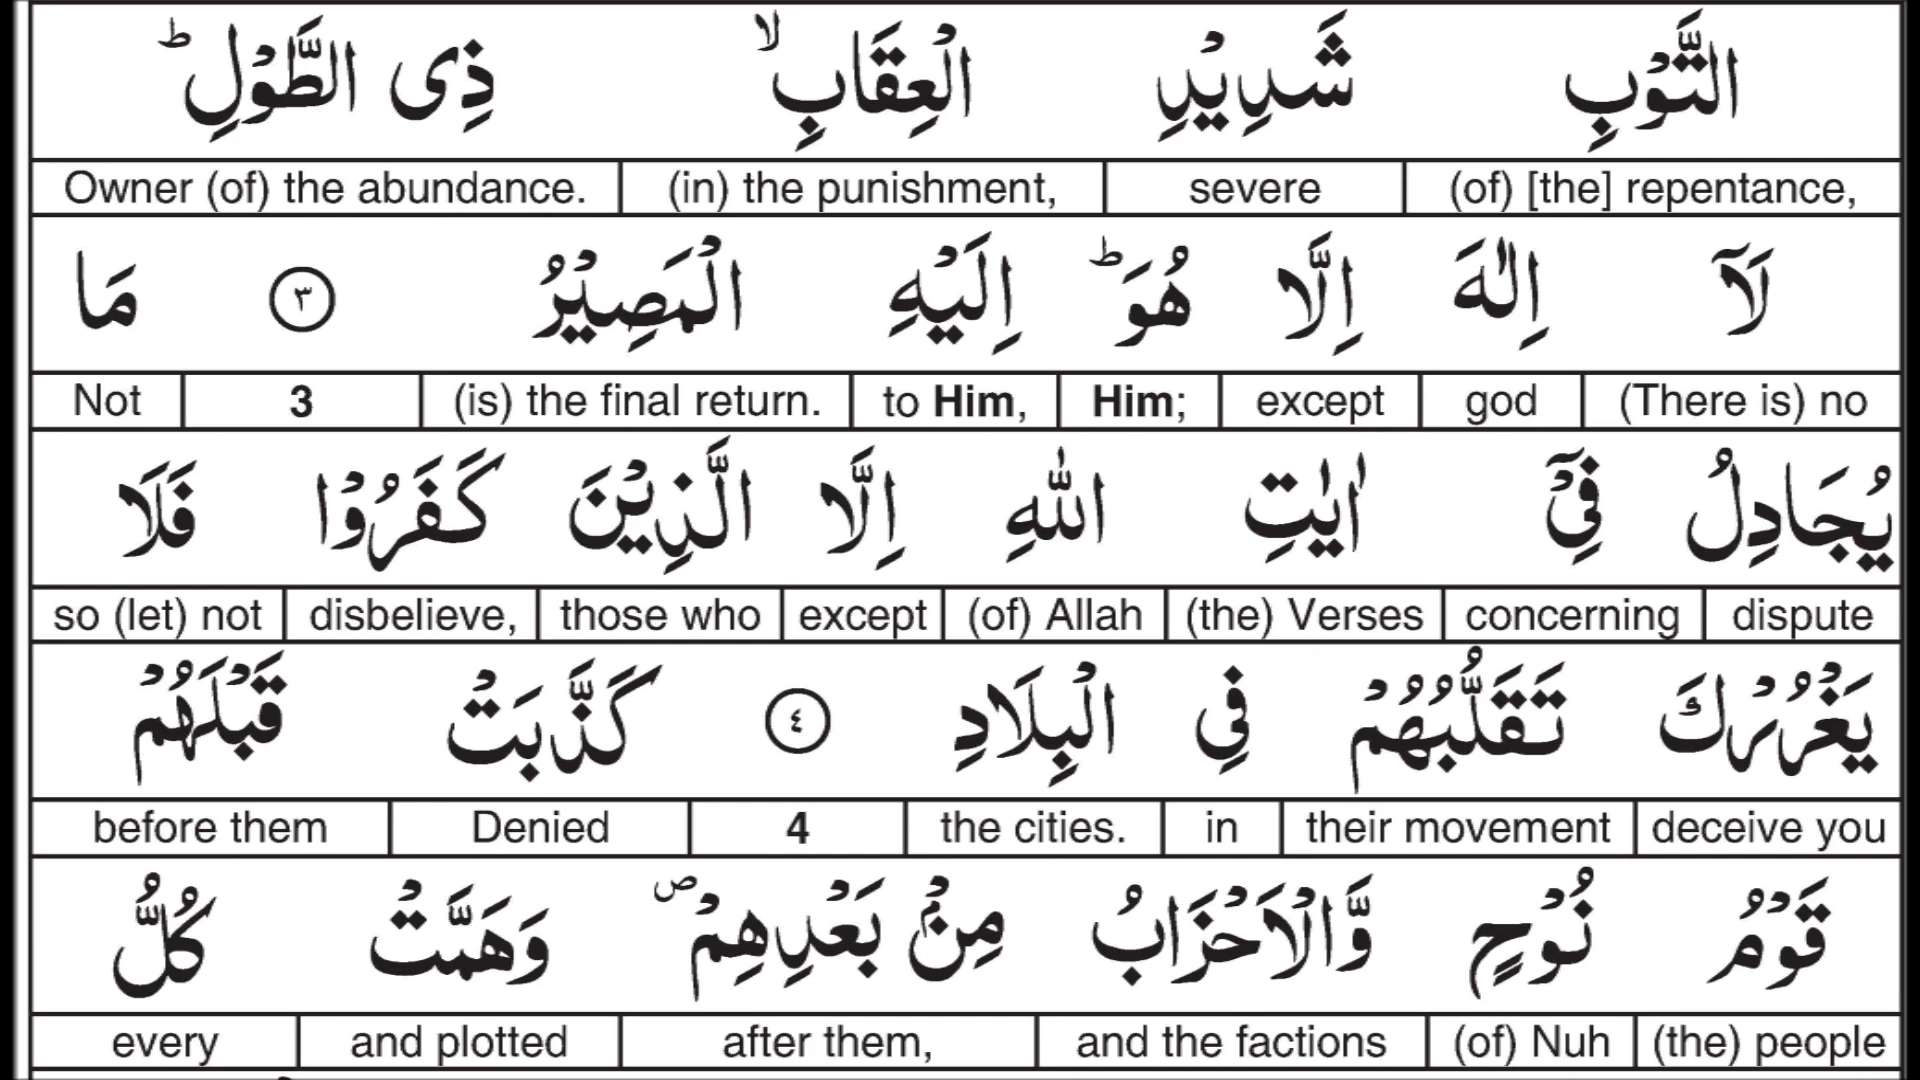 التَّوْبِ شَدِيْدِ الْعِقَابِ ۙ ذِى الطَّوْلِ ؕ
(of) [the] repentance, severe (in) the punishment, Owner (of) the abundance.
لَاۤ اِلٰهَ اِلَّا هُوَ ؕ اِلَيْهِ الْمَصِيْرُ ۝٣ مَا
(There is) no god except Him; to Him, (is) the final return. 3 Not
يُجَادِلُ فِىْۤ اٰيٰتِ اللّٰهِ اِلَّا الَّذِيْنَ كَفَرُوْا فَلَا
dispute concerning (the) Verses (of) Allah except those who disbelieve, so (let) not
يَغْرُرْكَ تَقَلُّبُهُمْ فِى الْبِلَادِ ۝٤ كَذَّبَتْ قَبْلَهُمْ
deceive you their movement in the cities. 4 Denied before them
قَوْمُ نُوْحٍ وَّالْاَحْزَابُ مِنْۢ بَعْدِهِمْ ۪ وَهَمَّتْ كُلُّ
(the) people (of) Nuh and the factions after them, and plotted every